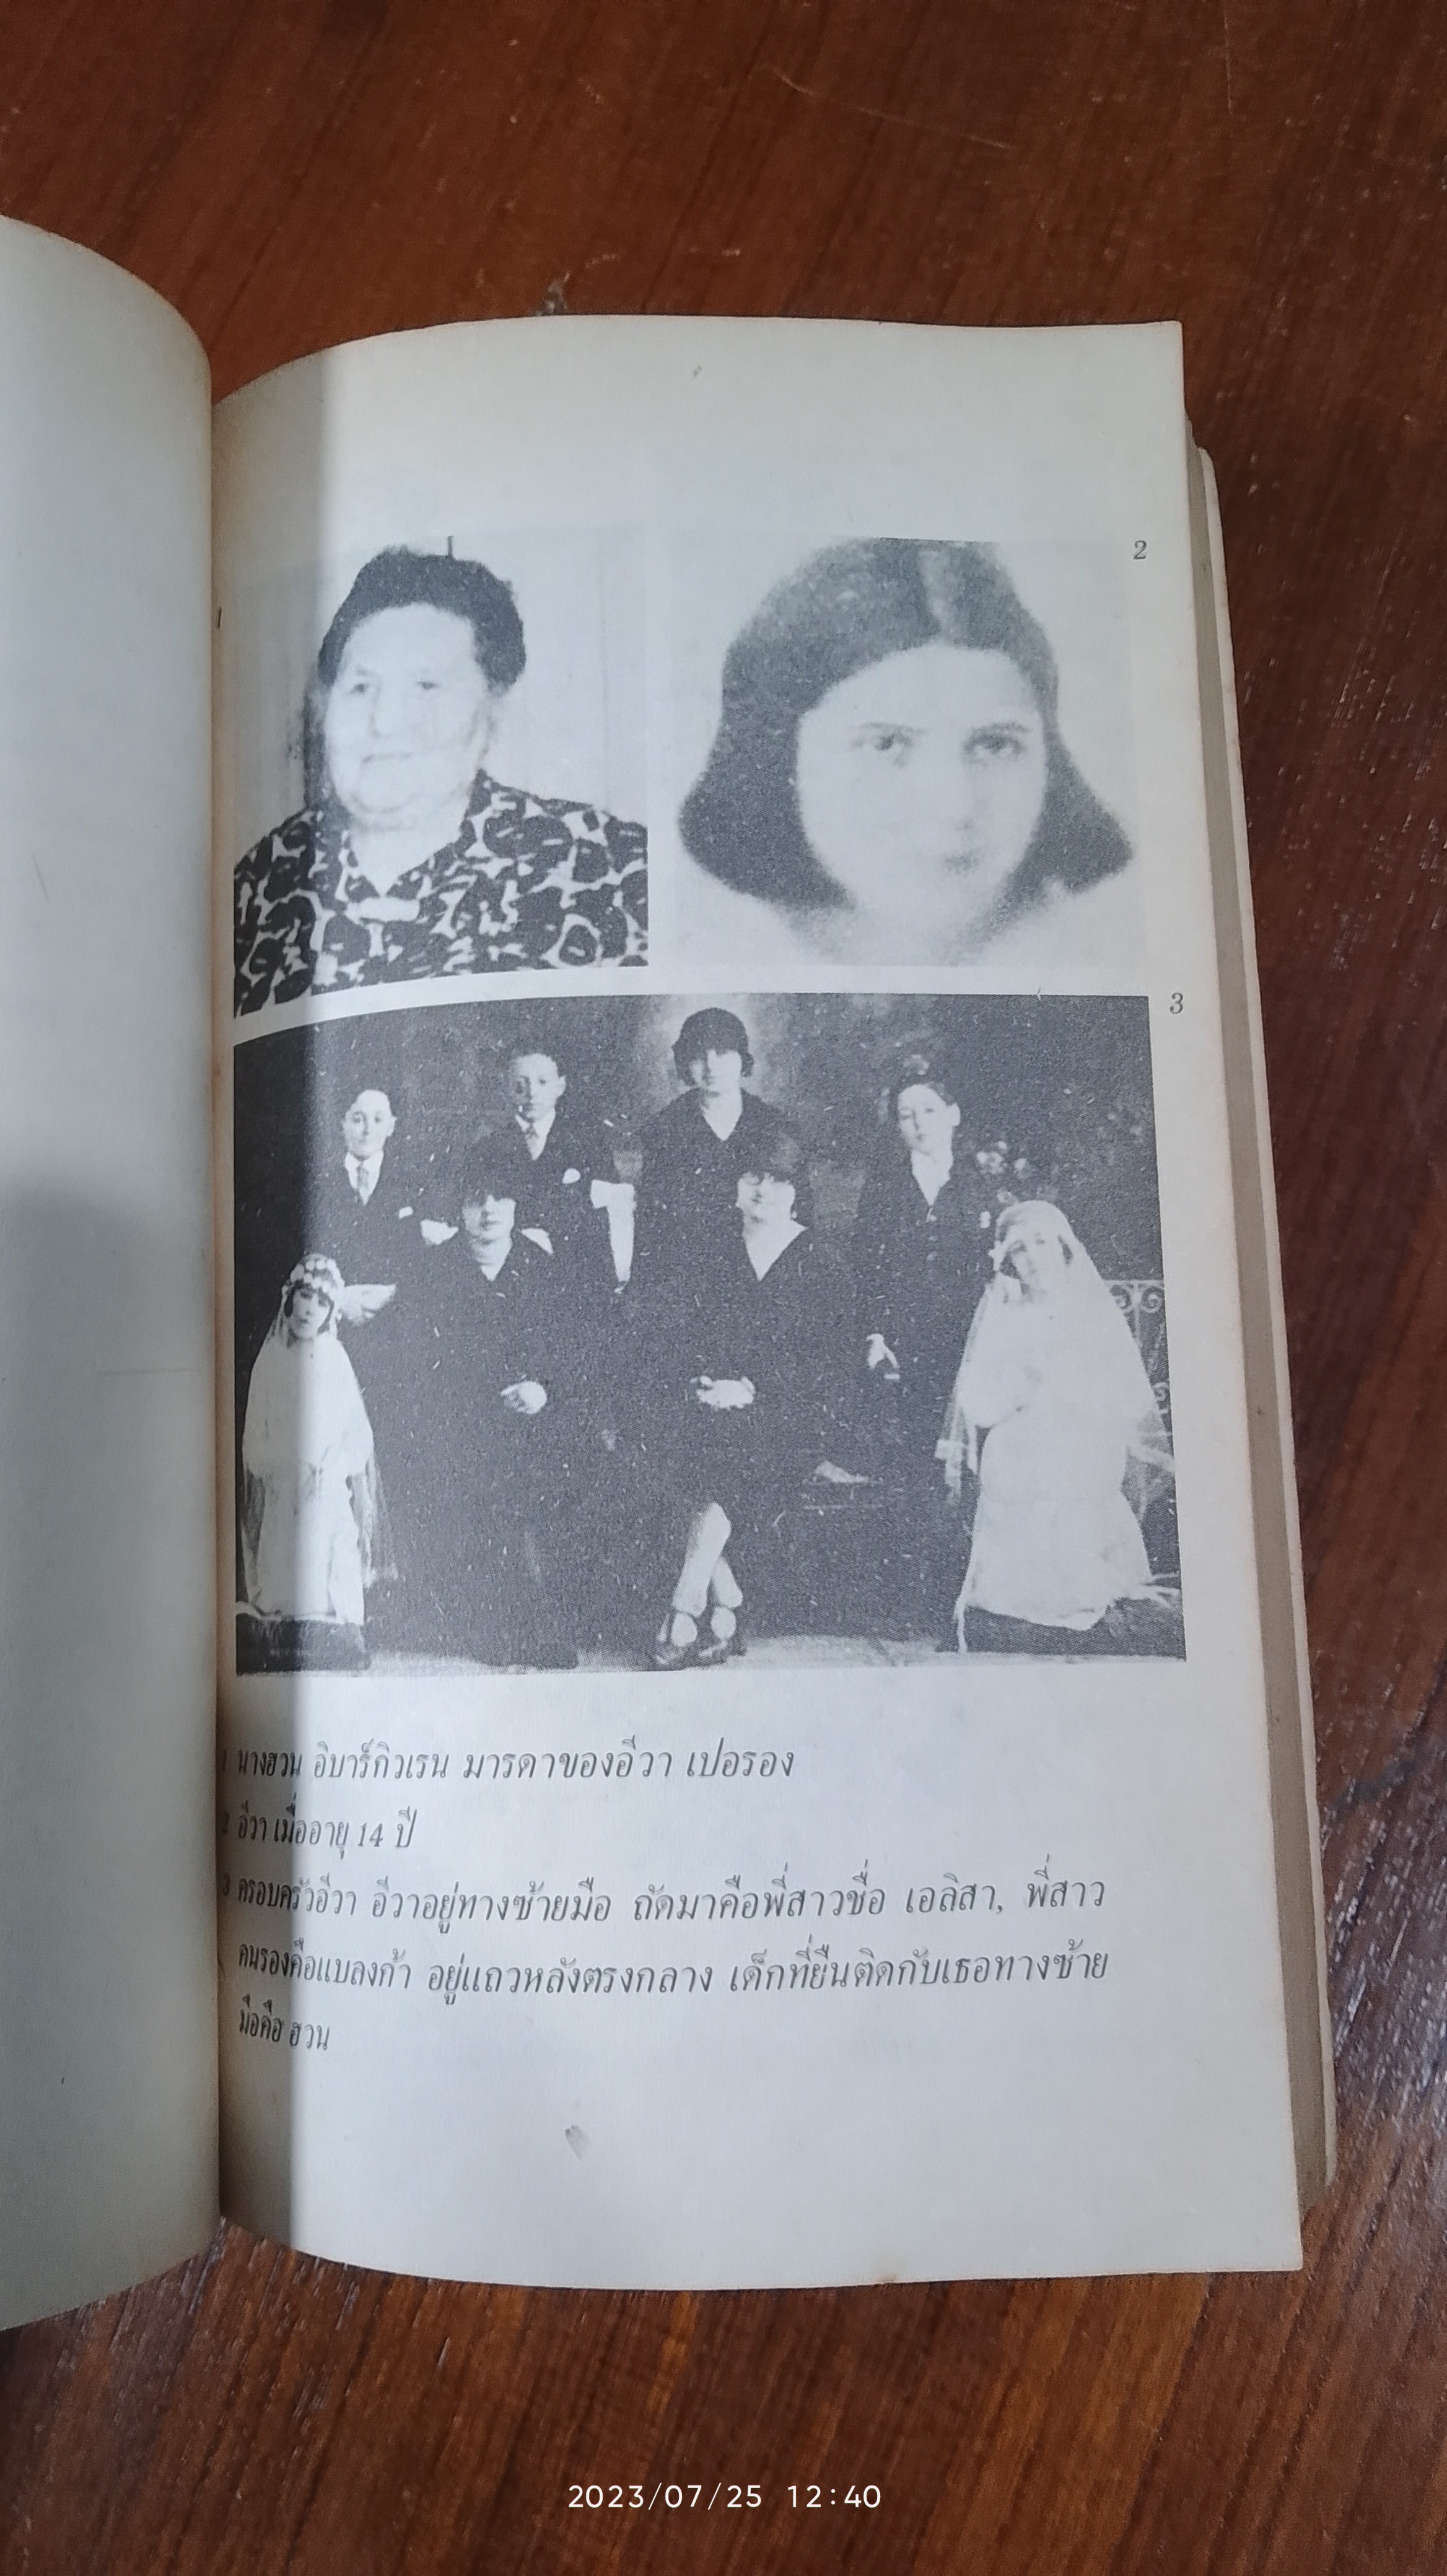 2
3
1 นางฮวน อิบาร์กิวเรน มารดาของอีวา เปอรอง
2 อีวา เมื่ออายุ 14 ปี
3 ครอบครัวอีวา อีวาอยู่ทางซ้ายมือ ถัดมาคือพี่สาวชื่อ เอลิสา, พี่สาว
คนรองคือแบลงก้า อยู่แถวหลังตรงกลาง เด็กที่ยืนติดกับเธอทางซ้าย
มือคือ ฮวน
2023/07/25 12:40